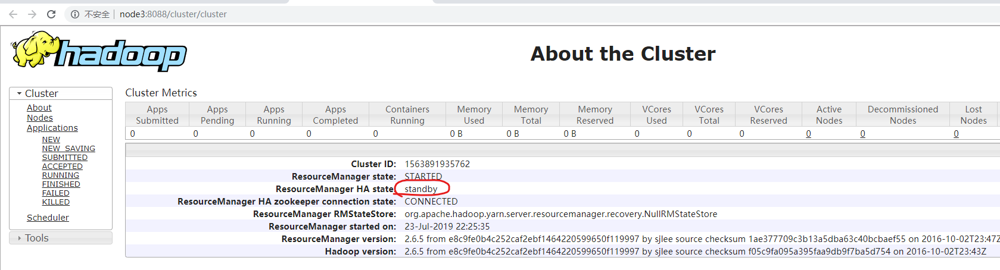 不安全 node3:8088/cluster/cluster
hadoop
About the Cluster
Cluster
About
Nodes
Applications
NEW
NEW_SAVING
SUBMITTED
ACCEPTED
RUNNING
FINISHED
FAILED
KILLED
Scheduler
Tools
Cluster Metrics
Apps Submitted Apps Pending Apps Running Apps Completed Containers Running Memory Used Memory Total Memory Reserved VCores Used VCores Total VCores Reserved Active Nodes Decommissioned Nodes Lost Nodes
0 0 0 0 0 0 B 0 B 0 B 0 0 0 0 0 0
Cluster ID: 1563891935762
ResourceManager state: STARTED
ResourceManager HA state: standby
ResourceManager HA zookeeper connection state: CONNECTED
ResourceManager RMStateStore: org.apache.hadoop.yarn.server.resourcemanager.recovery.NullRMStateStore
ResourceManager started on: 23-Jul-2019 22:25:35
ResourceManager version: 2.6.5 from e8c9fe0b4c252caf2ebf1464220599650f119997 by sjlee source checksum 1ae377709c3b13a5dba63c40bcbaef55 on 2016-10-02T23:47Z
Hadoop version: 2.6.5 from e8c9fe0b4c252caf2ebf1464220599650f119997 by sjlee source checksum f05c9fa095a395faa9db9f7ba5d754 on 2016-10-02T23:43Z